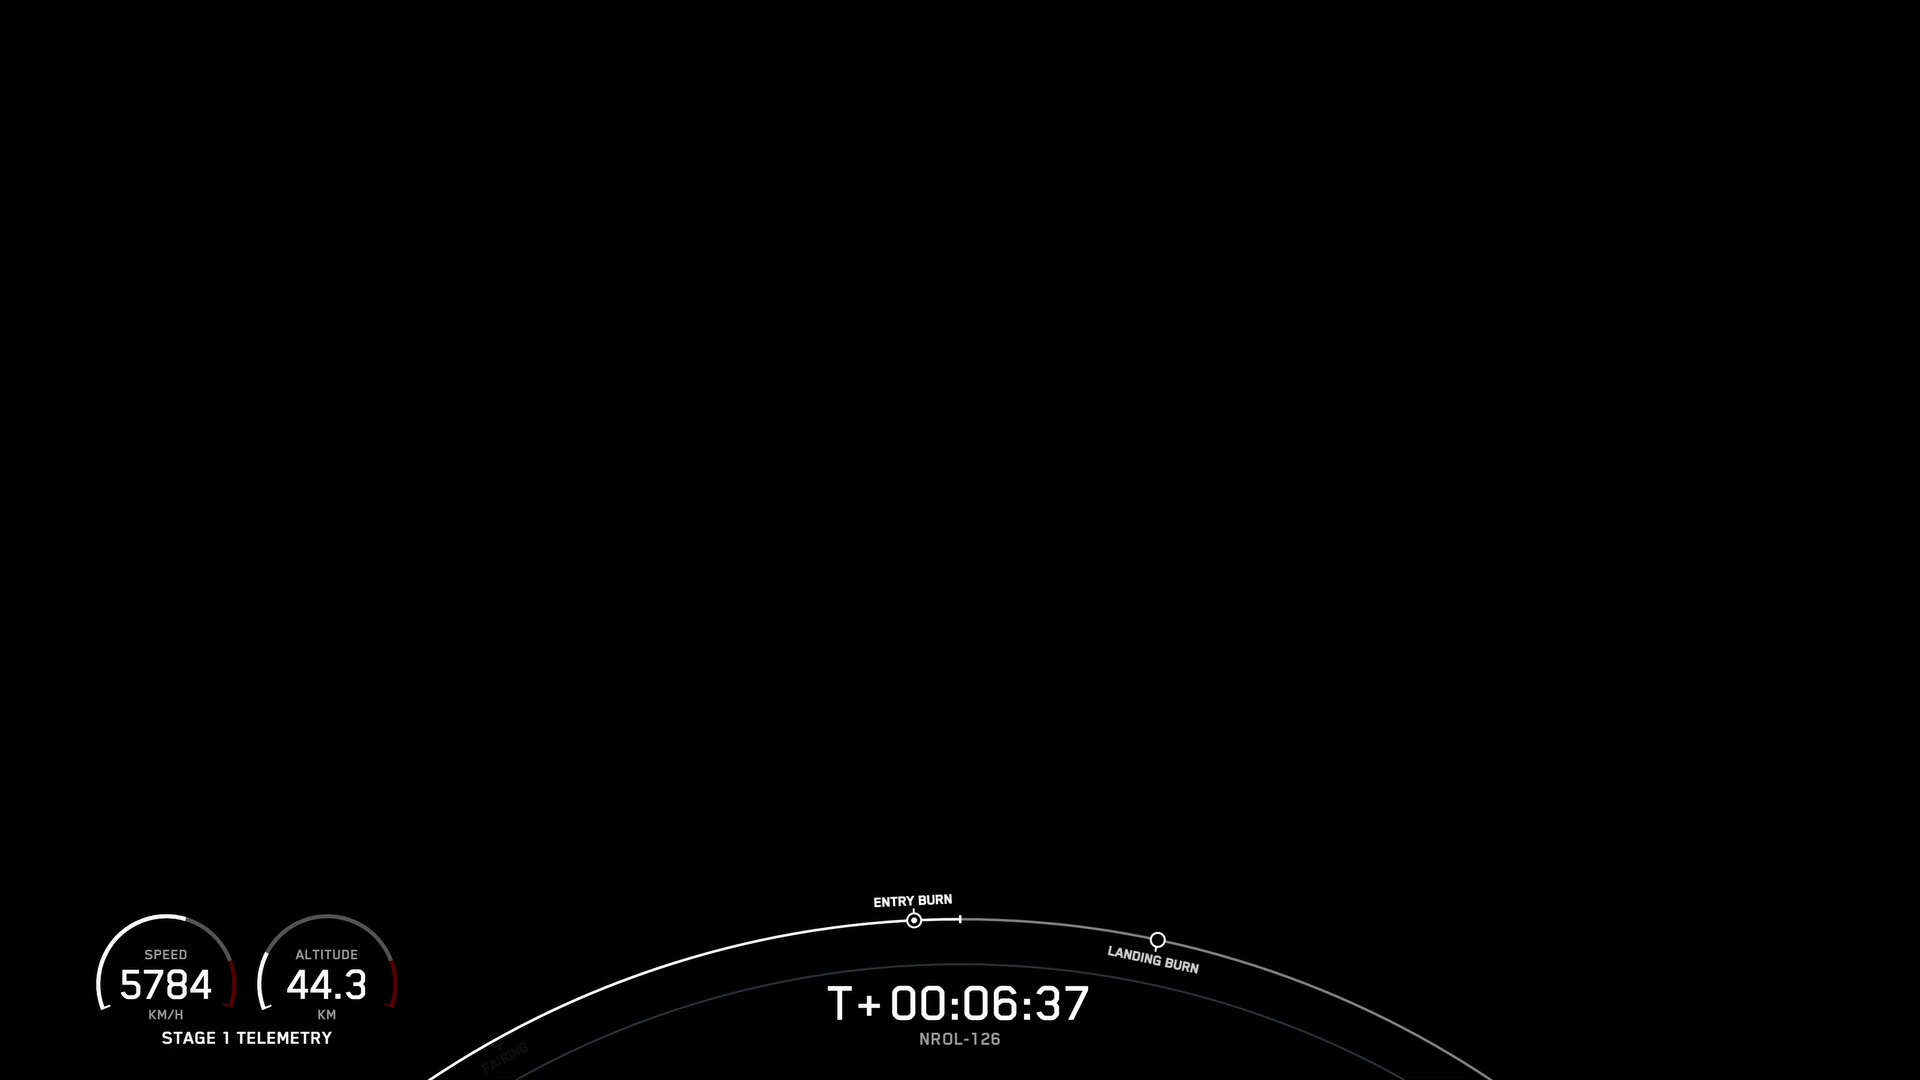 ENTRY BURN
LANDING BURN
SPEED
5784
KM/H
ALTITUDE
44.3
KM
STAGE 1 TELEMETRY
T+00:06:37
NROL-126
FAIRING